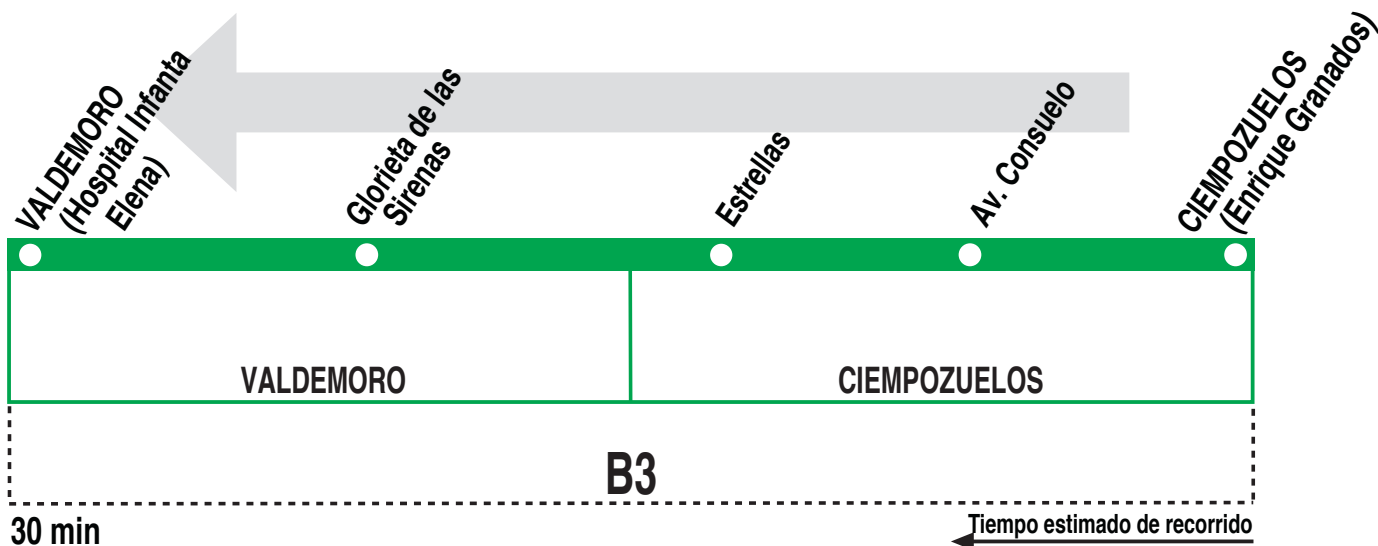 VALDEMORO
(Hospital Infanta
Elena)
Glorieta de las
Sirenas
Estrellas
Av. Consuelo
CIEMPOZUELOS
(Enrique Granados)
VALDEMORO
CIEMPOZUELOS
B3
30 min
Tiempo estimado de recorrido